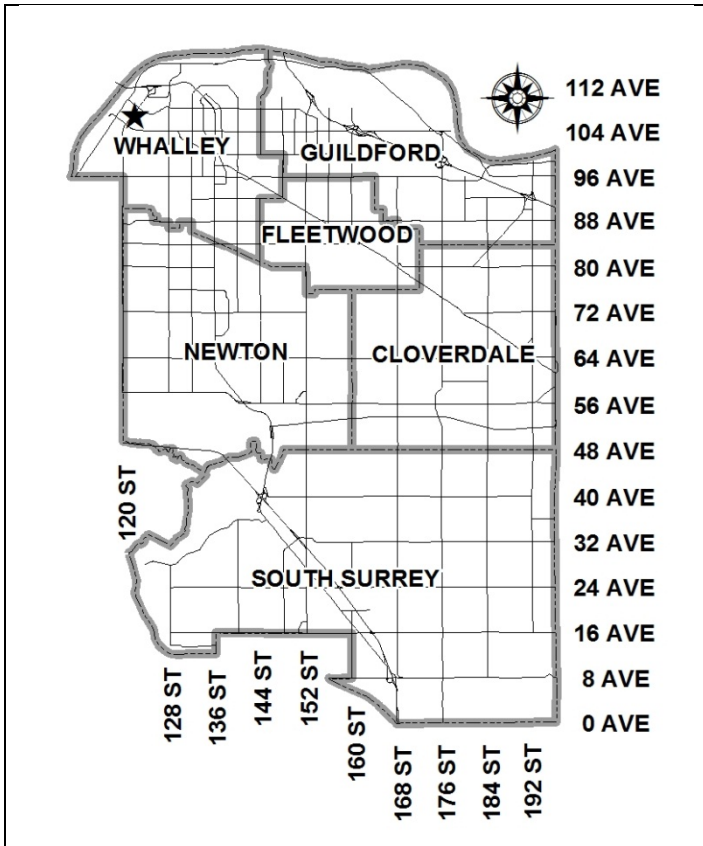 112 AVE
104 AVE
WHALLEY
GUILDFORD
96 AVE
88 AVE
FLEETWOOD
80 AVE
72 AVE
NEWTON
CLOVERDALE
64 AVE
56 AVE
48 AVE
120 ST
40 AVE
32 AVE
SOUTH SURREY
24 AVE
16 AVE
128 ST
136 ST
144 ST
152 ST
160 ST
8 AVE
0 AVE
168 ST
176 ST
184 ST
192 ST